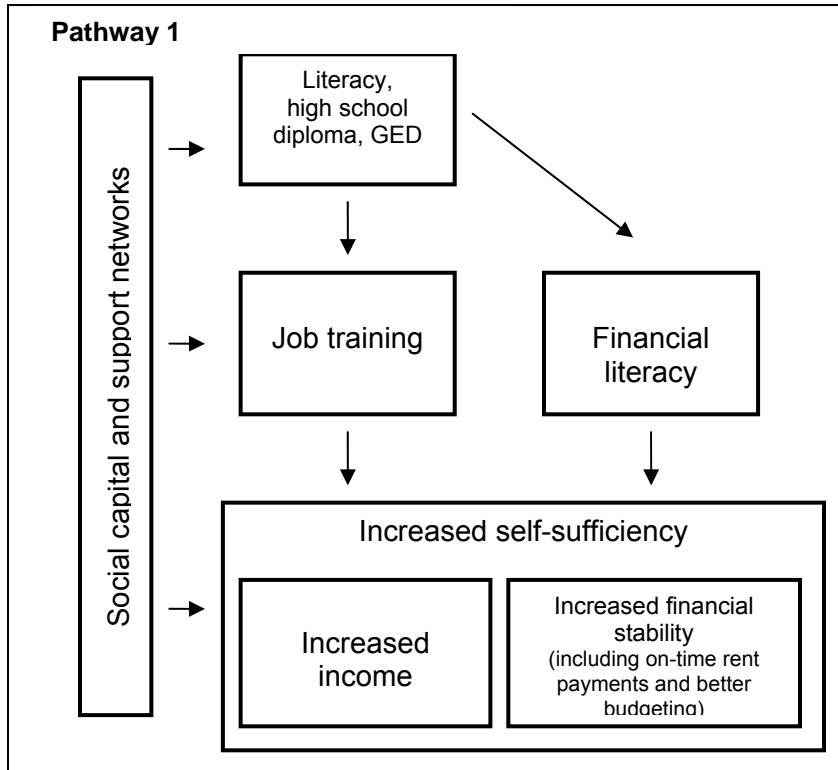 Pathway 1
Social capital and support networks
Literacy,
high school
diploma, GED
Job training
Financial
literacy
Increased self-sufficiency
Increased
income
Increased financial
stability
(including on-time rent
payments and better
budgeting)